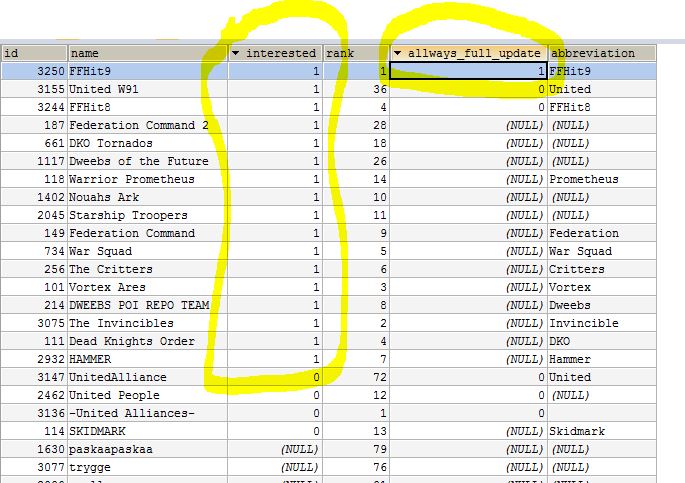 id name interested rank allways_full_update abbreviation
3250 FFHit9 1 1 1 FFHit9
3155 United W91 1 36 0 United
3244 FFHit8 1 4 0 FFHit8
187 Federation Command 2 1 28 (NULL) (NULL)
661 DKO Tornados 1 18 (NULL) (NULL)
1117 Dweebs of the Future 1 26 (NULL) (NULL)
118 Warrior Prometheus 1 14 (NULL) Prometheus
1402 Nouahs Ark 1 10 (NULL) (NULL)
2045 Starship Troopers 1 11 (NULL) (NULL)
149 Federation Command 1 9 (NULL) Federation
734 War Squad 1 5 (NULL) War Squad
256 The Critters 1 6 (NULL) Critters
101 Vortex Ares 1 3 (NULL) Vortex
214 DWEEBS POI REPO TEAM 1 8 (NULL) Dweebs
3075 The Invincibles 1 2 (NULL) Invincible
111 Dead Knights Order 1 4 (NULL) DKO
2932 HAMMER 1 7 (NULL) Hammer
3147 UnitedAlliance 0 72 0 United
2462 United People 0 12 0 (NULL)
3136 -United Alliances- 0 1 0
114 SKIDMARK 0 13 (NULL) Skidmark
1630 paskaapaskaa (NULL) 79 (NULL) (NULL)
3077 trygge (NULL) 76 (NULL) (NULL)